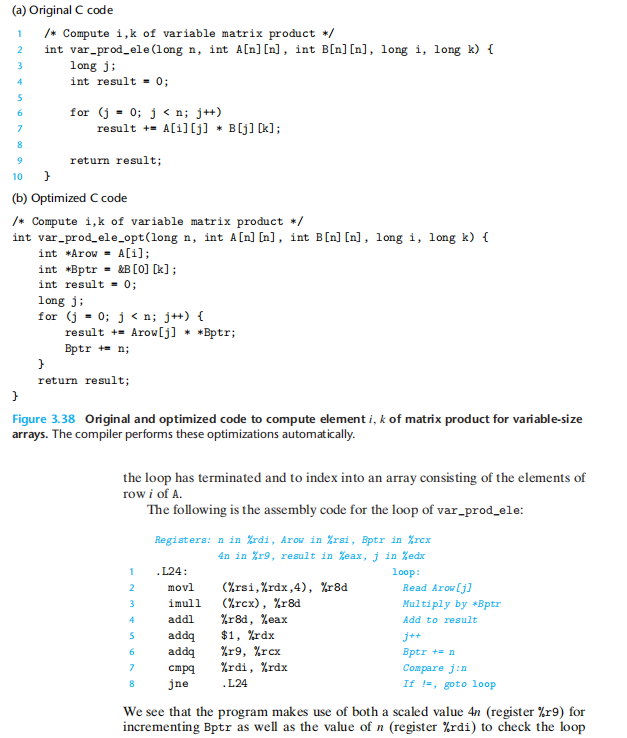 (a) Original C code
1 /* Compute i,k of variable matrix product */
2 int var_prod_ele(long n, int A[n][n], int B[n][n], long i, long k) {
3 long j;
4 int result = 0;
5
6 for (j = 0; j < n; j++)
7 result += A[i][j] * B[j][k];
8
9 return result;
10 }
(b) Optimized C code
/* Compute i,k of variable matrix product */
int var_prod_ele_opt(long n, int A[n][n], int B[n][n], long i, long k) {
int *Arow = A[i];
int *Bptr = &B[0][k];
int result = 0;
long j;
for (j = 0; j < n; j++) {
result += Arow[j] * *Bptr;
Bptr += n;
}
return result;
}
Figure 3.38 Original and optimized code to compute element i, k of matrix product for variable-size
arrays. The compiler performs these optimizations automatically.
the loop has terminated and to index into an array consisting of the elements of
row i of A.
The following is the assembly code for the loop of var_prod_ele:
Registers: n in %rdi, Arow in %rsi, Bptr in %rcx
4n in %r9, result in %eax, j in %edx
1 .L24: loop:
2 movl (%rsi,%rdx,4), %r8d Read Arow[j]
3 imull (%rcx), %r8d Multiply by *Bptr
4 addl %r8d, %eax Add to result
5 addq $1, %rdx j++
6 addq %r9, %rcx Bptr += n
7 cmpq %rdi, %rdx Compare j:n
8 jne .L24 If !=, goto loop
We see that the program makes use of both a scaled value 4n (register %r9) for
incrementing Bptr as well as the value of n (register %rdi) to check the loop